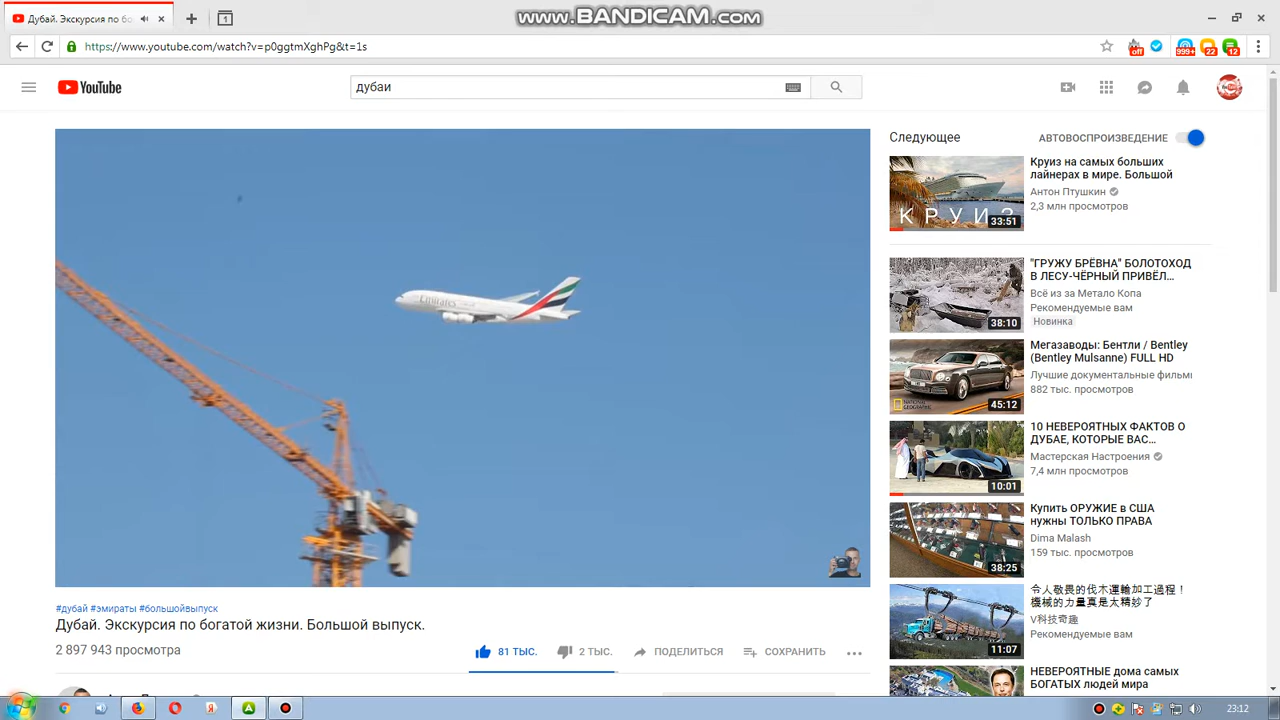 www.BANDICAM.com
Дубай. Экскурсия по бо
1
https://www.youtube.com/watch?v=p0ggtmXghPg&t=1s
off
999+
22
12
YouTube
дубаи
Emirates
#дубай #эмираты #большойвыпуск
Дубай. Экскурсия по богатой жизни. Большой выпуск.
2 897 943 просмотра
81 ТЫС.
2 ТЫС.
ПОДЕЛИТЬСЯ
СОХРАНИТЬ
Следующее
АВТОВОСПРОИЗВЕДЕНИЕ
КРУИЗ
33:51
Круиз на самых больших
лайнерах в мире. Большой
Антон Птушкин
2,3 млн просмотров
38:10
"ГРУЖУ БРЁВНА" БОЛОТОХОД
В ЛЕСУ-ЧЁРНЫЙ ПРИВЁЛ...
Всё из за Метало Копа
Рекомендуемые вам
Новинка
NATIONAL GEOGRAPHIC
45:12
Мегазаводы: Бентли / Bentley
(Bentley Mulsanne) FULL HD
Лучшие документальные фильмы
882 тыс. просмотров
10:01
10 НЕВЕРОЯТНЫХ ФАКТОВ О
ДУБАЕ, КОТОРЫЕ ВАС...
Мастерская Настроения
7,4 млн просмотров
38:25
Купить ОРУЖИЕ в США
нужны ТОЛЬКО ПРАВА
Dima Malash
159 тыс. просмотров
11:07
令人敬畏的伐木運輸加工過程！
機械的力量真是太精妙了
V科技奇趣
Рекомендуемые вам
НЕВЕРОЯТНЫЕ дома самых
БОГАТЫХ людей мира
23:12